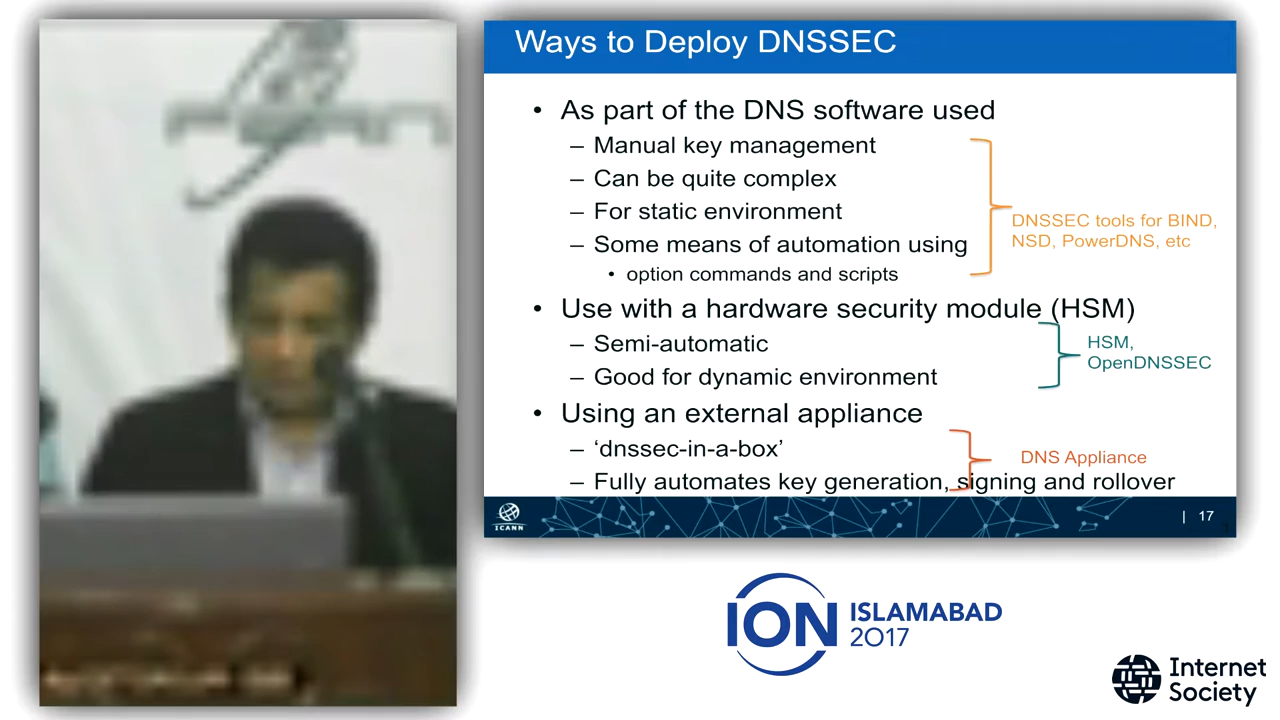 Ways to Deploy DNSSEC
• As part of the DNS software used
– Manual key management
– Can be quite complex
– For static environment
– Some means of automation using
• option commands and scripts
DNSSEC tools for BIND,
NSD, PowerDNS, etc
• Use with a hardware security module (HSM)
– Semi-automatic
– Good for dynamic environment
HSM,
OpenDNSSEC
• Using an external appliance
– ‘dnssec-in-a-box’
– Fully automates key generation, signing and rollover
DNS Appliance
ICANN
| 17
ION ISLAMABAD
2017
Internet
Society